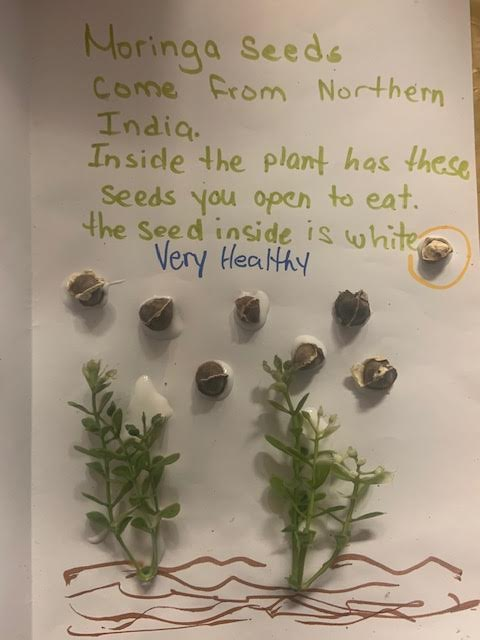 Moringa Seeds
Come From Northern
India.
Inside the plant has these
seeds you open to eat.
the seed inside is white
Very Healthy